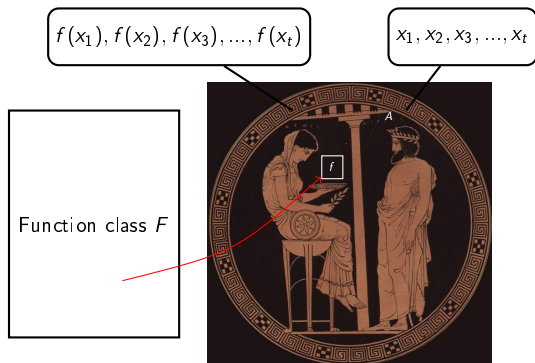 f(x₁), f(x₂), f(x₃), ..., f(xₜ)
x₁, x₂, x₃, ..., xₜ
A
f
Function class F